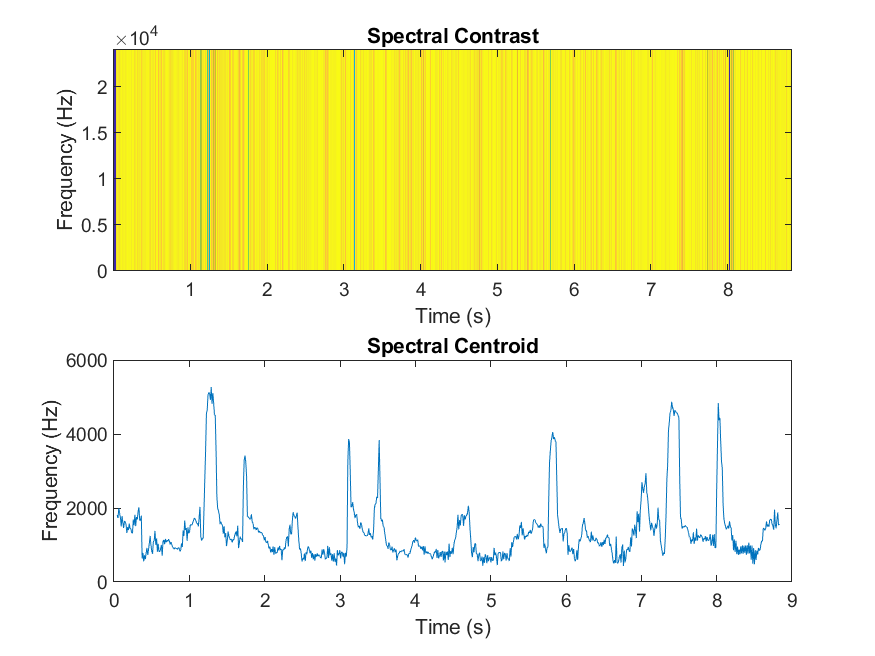 Spectral Contrast
×10⁴
2
1.5
1
0.5
0
Frequency (Hz)
1 2 3 4 5 6 7 8
Time (s)
Spectral Centroid
6000
4000
2000
0
Frequency (Hz)
0 1 2 3 4 5 6 7 8 9
Time (s)